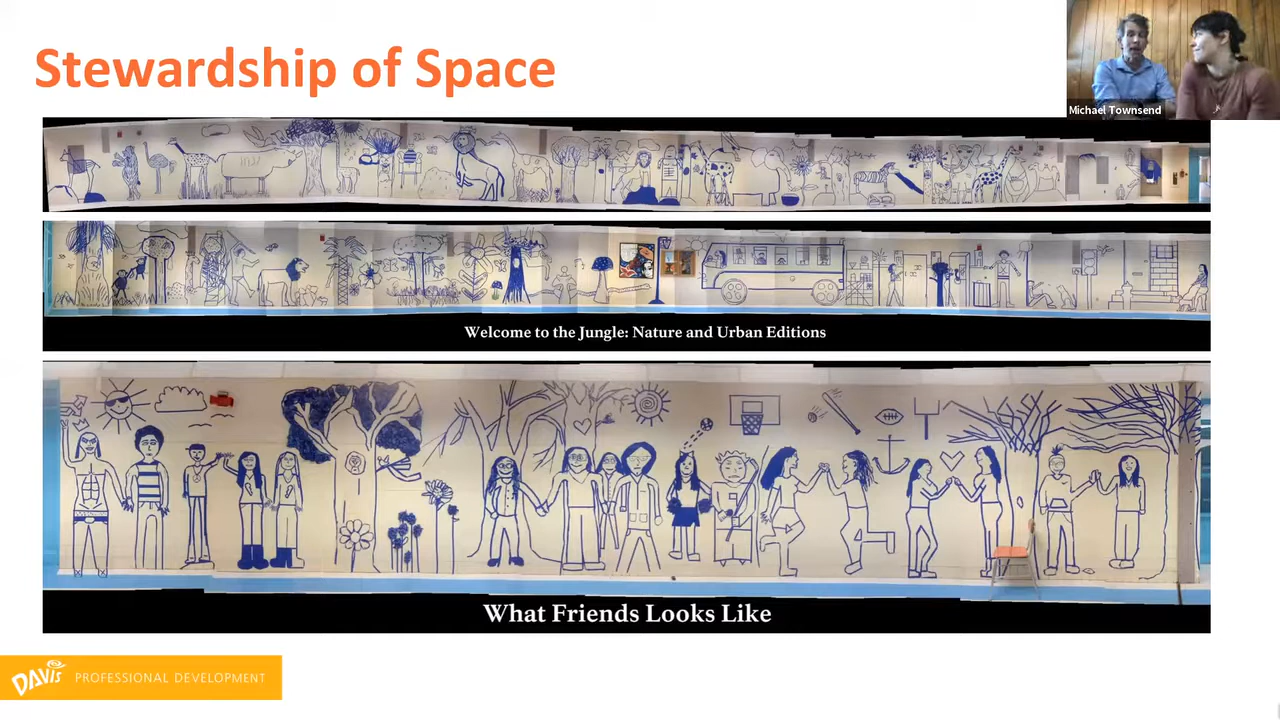 Stewardship of Space
Michael Townsend
Welcome to the Jungle: Nature and Urban Editions
What Friends Looks Like
DAVIS PROFESSIONAL DEVELOPMENT